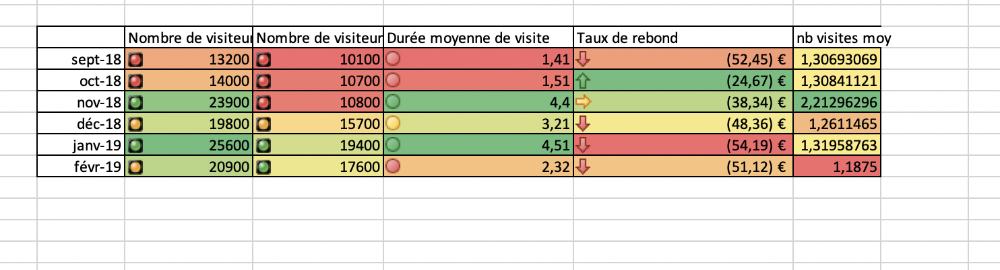 Nombre de visiteur Nombre de visiteur Durée moyenne de visite Taux de rebond nb visites moy
sept-18 13200 10100 1,41 (52,45) € 1,30693069
oct-18 14000 10700 1,51 (24,67) € 1,30841121
nov-18 23900 10800 4,4 (38,34) € 2,21296296
déc-18 19800 15700 3,21 (48,36) € 1,2611465
janv-19 25600 19400 4,51 (54,19) € 1,31958763
févr-19 20900 17600 2,32 (51,12) € 1,1875